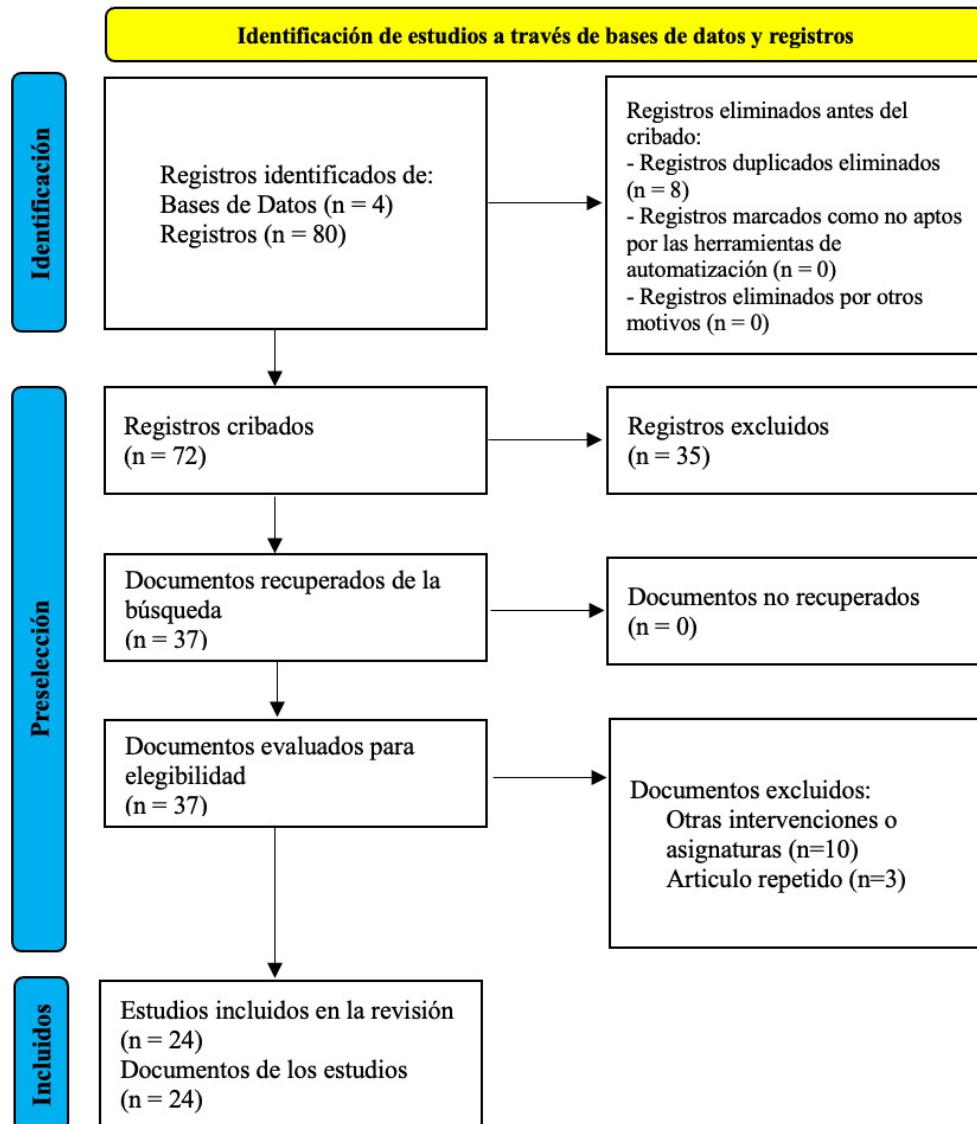 Identificación de estudios a través de bases de datos y registros
Identificación
Registros identificados de:
Bases de Datos (n = 4)
Registros (n = 80)
Registros eliminados antes del
cribado:
- Registros duplicados eliminados
(n = 8)
- Registros marcados como no aptos
por las herramientas de
automatización (n = 0)
- Registros eliminados por otros
motivos (n = 0)
Preselección
Registros cribados
(n = 72)
Registros excluidos
(n = 35)
Documentos recuperados de la
búsqueda
(n = 37)
Documentos no recuperados
(n = 0)
Documentos evaluados para
elegibilidad
(n = 37)
Documentos excluidos:
Otras intervenciones o
asignaturas (n=10)
Articulo repetido (n=3)
Incluidos
Estudios incluidos en la revisión
(n = 24)
Documentos de los estudios
(n = 24)